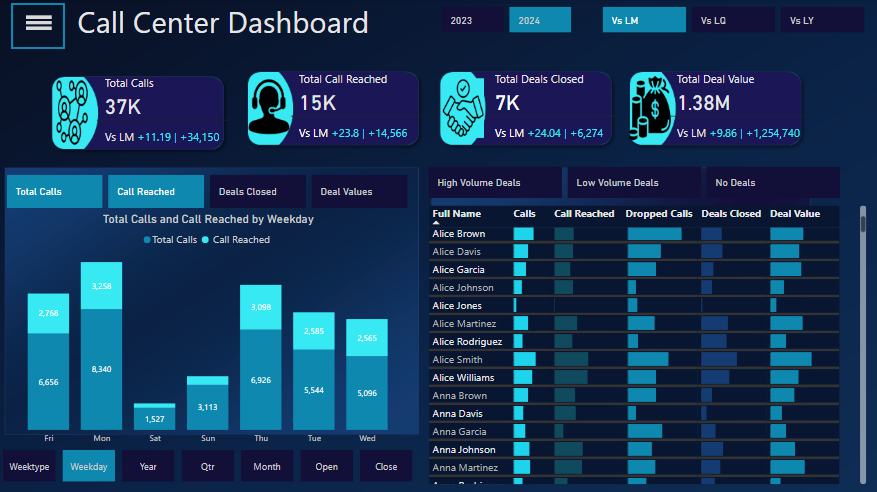 Call Center Dashboard
2023
2024
Vs LM
Vs LQ
Vs LY
Total Calls
37K
Vs LM +11.19 | +34,150
Total Call Reached
15K
Vs LM +23.8 | +14,566
Total Deals Closed
7K
Vs LM +24.04 | +6,274
Total Deal Value
1.38M
Vs LM +9.86 | +1,254,740
Total Calls
Call Reached
Deals Closed
Deal Values
Total Calls and Call Reached by Weekday
Total Calls
Call Reached
2,768
3,258
3,098
2,585
2,565
6,656
8,340
1,527
3,113
6,926
5,544
5,096
Fri
Mon
Sat
Sun
Thu
Tue
Wed
Weektype
Weekday
Year
Qtr
Month
Open
Close
High Volume Deals
Low Volume Deals
No Deals
Full Name Calls Call Reached Dropped Calls Deals Closed Deal Value
Alice Brown
Alice Davis
Alice Garcia
Alice Johnson
Alice Jones
Alice Martinez
Alice Rodriguez
Alice Smith
Alice Williams
Anna Brown
Anna Davis
Anna Garcia
Anna Johnson
Anna Martinez